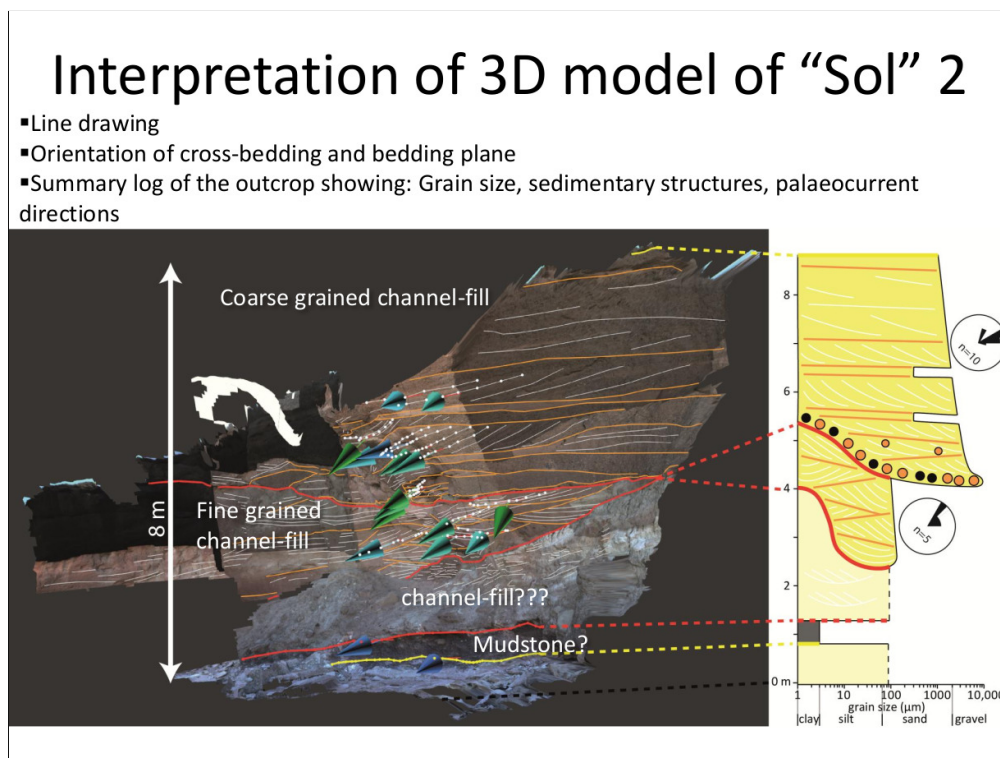 Interpretation of 3D model of “Sol” 2
▪Line drawing
▪Orientation of cross-bedding and bedding plane
▪Summary log of the outcrop showing: Grain size, sedimentary structures, palaeocurrent
directions
Coarse grained channel-fill
8 m
Fine grained
channel-fill
channel-fill???
Mudstone?
8
n=10
6
4
n=5
2
0 m
1 10 100 1000 10,000
grain size (μm)
clay silt sand gravel